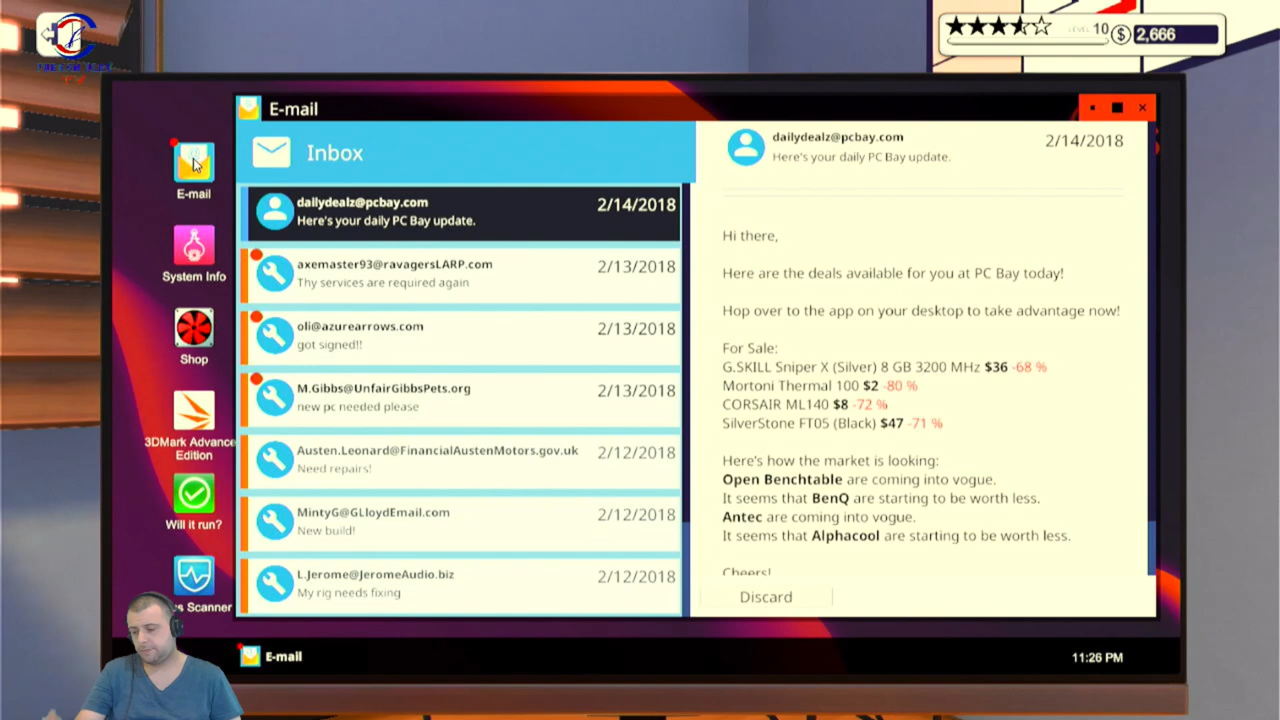 LEVEL 10
$ 2,666
E-mail
Inbox
dailydealz@pcbay.com
2/14/2018
Here's your daily PC Bay update.
axemaster93@ravagersLARP.com
2/13/2018
Thy services are required again
oli@azurearrows.com
2/13/2018
got signed!!
M.Gibbs@UnfairGibbsPets.org
2/13/2018
new pc needed please
Austen.Leonard@FinancialAustenMotors.gov.uk
2/12/2018
Need repairs!
MintyG@GLloydEmail.com
2/12/2018
New build!
L.Jerome@JeromeAudio.biz
2/12/2018
My rig needs fixing
dailydealz@pcbay.com
2/14/2018
Here's your daily PC Bay update.
Hi there,
Here are the deals available for you at PC Bay today!
Hop over to the app on your desktop to take advantage now!
For Sale:
G.SKILL Sniper X (Silver) 8 GB 3200 MHz $36 -68 %
Mortoni Thermal 100 $2 -80 %
CORSAIR ML140 $8 -72 %
SilverStone FT05 (Black) $47 -71 %
Here's how the market is looking:
Open Benchtable are coming into vogue.
It seems that BenQ are starting to be worth less.
Antec are coming into vogue.
It seems that Alphacool are starting to be worth less.
Cheers!
Discard
E-mail
System Info
Shop
3DMark Advance
Edition
Will it run?
s Scanner
E-mail
11:26 PM